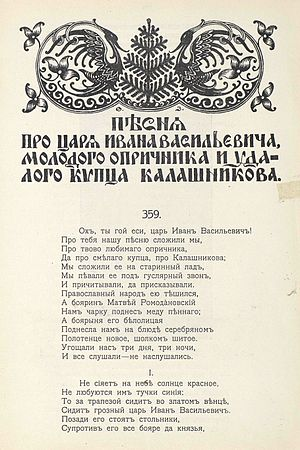 ПѢСНЯ
ПРО ЦАРЯ ИВАНА ВАСИЛЬЕВИЧА,
МОЛОДОГО ОПРИЧНИКА И УДА-
ЛОГО КУПЦА КАЛАШНИКОВА.
359.
Охъ, ты гой еси, царь Иванъ Васильевичъ!
Про тебя нашу пѣсню сложили мы,
Про твово любимаго опричника,
Да про смѣлаго купца, про Калашникова;
Мы сложили ее на старинный ладъ,
Мы пѣвали ее подъ гуслярный звонъ,
И причитывали, да присказывали.
Православный народъ ею тѣшился,
А бояринъ Матвѣй Ромодановскій
Намъ чарку поднесъ меду пѣннаго;
А боярыня его бѣлолицая
Поднесла намъ на блюдѣ серебряномъ
Полотенце новое, шолкомъ шитое.
Угощали насъ три дня, три ночи,
И все слушали—не наслушались.
I.
Не сіяетъ на небѣ солнце красное,
Не любуются имъ тучки синія:
То за трапезой сидитъ во златомъ вѣнцѣ,
Сидитъ грозный царь Иванъ Васильевичъ.
Позади его стоятъ стольники,
Супротивъ его все бояре да князья,